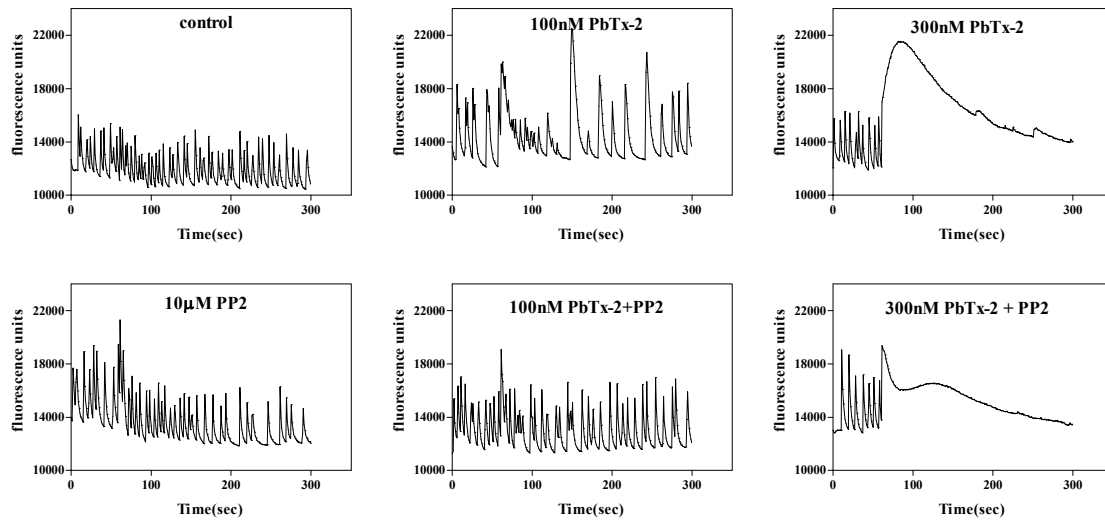 control
fluorescence units
22000
18000
14000
10000
0 100 200 300
Time(sec)
100nM PbTx-2
fluorescence units
22000
18000
14000
10000
0 100 200 300
Time(sec)
300nM PbTx-2
fluorescence units
22000
18000
14000
10000
0 100 200 300
Time(sec)
10μM PP2
fluorescence units
22000
18000
14000
10000
0 100 200 300
Time(sec)
100nM PbTx-2+PP2
fluorescence units
22000
18000
14000
10000
0 100 200 300
Time(sec)
300nM PbTx-2 + PP2
fluorescence units
22000
18000
14000
10000
0 100 200 300
Time(sec)